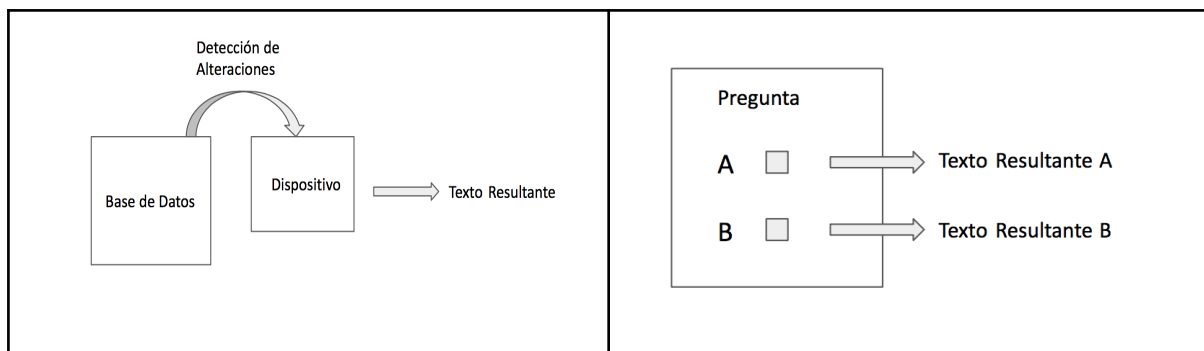 Detección de
Alteraciones
Base de Datos
Dispositivo
Texto Resultante
Pregunta
A
Texto Resultante A
B
Texto Resultante B